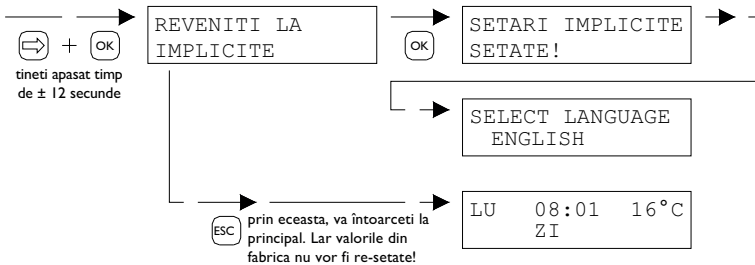 REVENITI LA
IMPLICITE
OK
SETARI IMPLICITE
SETATE!
+ OK
tineti apasat timp
de ± 12 secunde
SELECT LANGUAGE
ENGLISH
ESC
prin eceasta, va întoarceti la
principal. Lar valorile din
fabrica nu vor fi re-setate!
LU 08:01 16°C
ZI